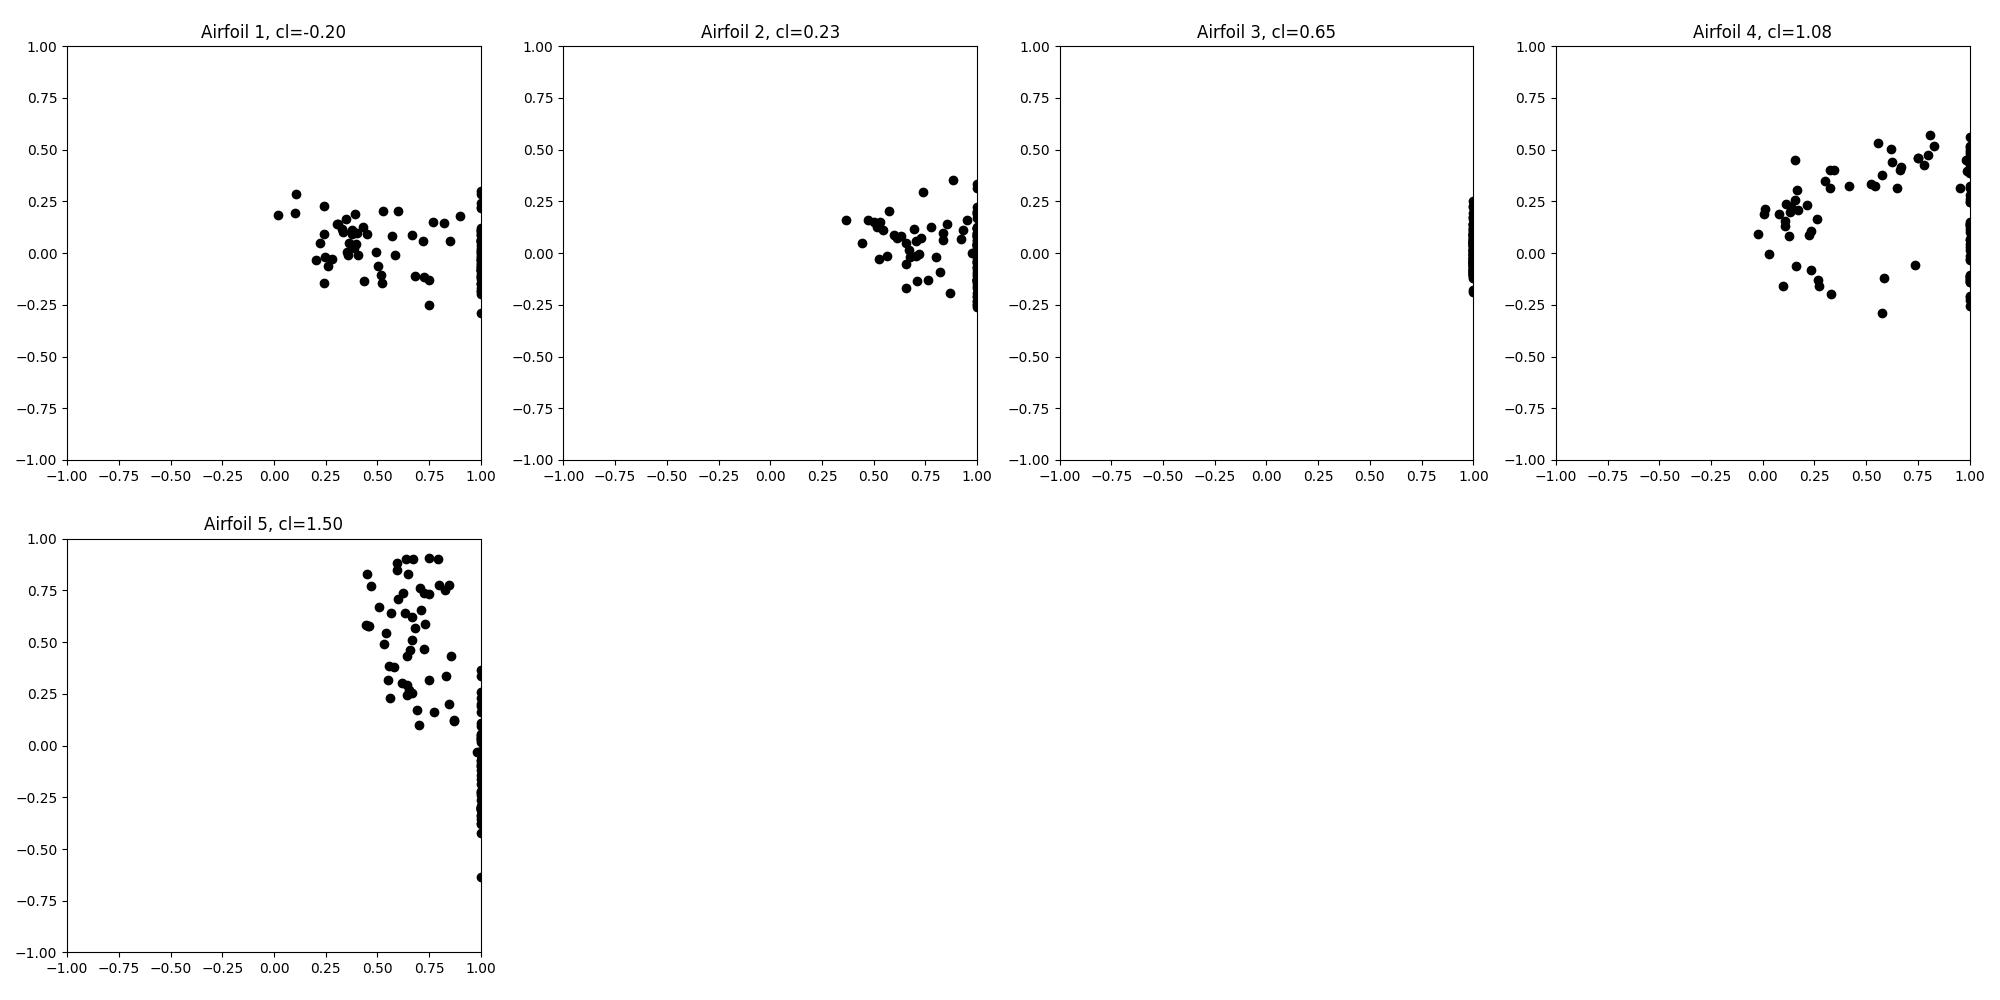 Airfoil 1, cl=-0.20
Airfoil 2, cl=0.23
Airfoil 3, cl=0.65
Airfoil 4, cl=1.08
1.00 1.00 1.00 1.00
0.75 0.75 0.75 0.75
0.50 0.50 0.50 0.50
0.25 0.25 0.25 0.25
0.00 0.00 0.00 0.00
−0.25 −0.25 −0.25 −0.25
−0.50 −0.50 −0.50 −0.50
−0.75 −0.75 −0.75 −0.75
−1.00 −1.00 −1.00 −1.00
−1.00 −0.75 −0.50 −0.25 0.00 0.25 0.50 0.75 1.00
−1.00 −0.75 −0.50 −0.25 0.00 0.25 0.50 0.75 1.00
−1.00 −0.75 −0.50 −0.25 0.00 0.25 0.50 0.75 1.00
−1.00 −0.75 −0.50 −0.25 0.00 0.25 0.50 0.75 1.00
Airfoil 5, cl=1.50
1.00
0.75
0.50
0.25
0.00
−0.25
−0.50
−0.75
−1.00
−1.00 −0.75 −0.50 −0.25 0.00 0.25 0.50 0.75 1.00